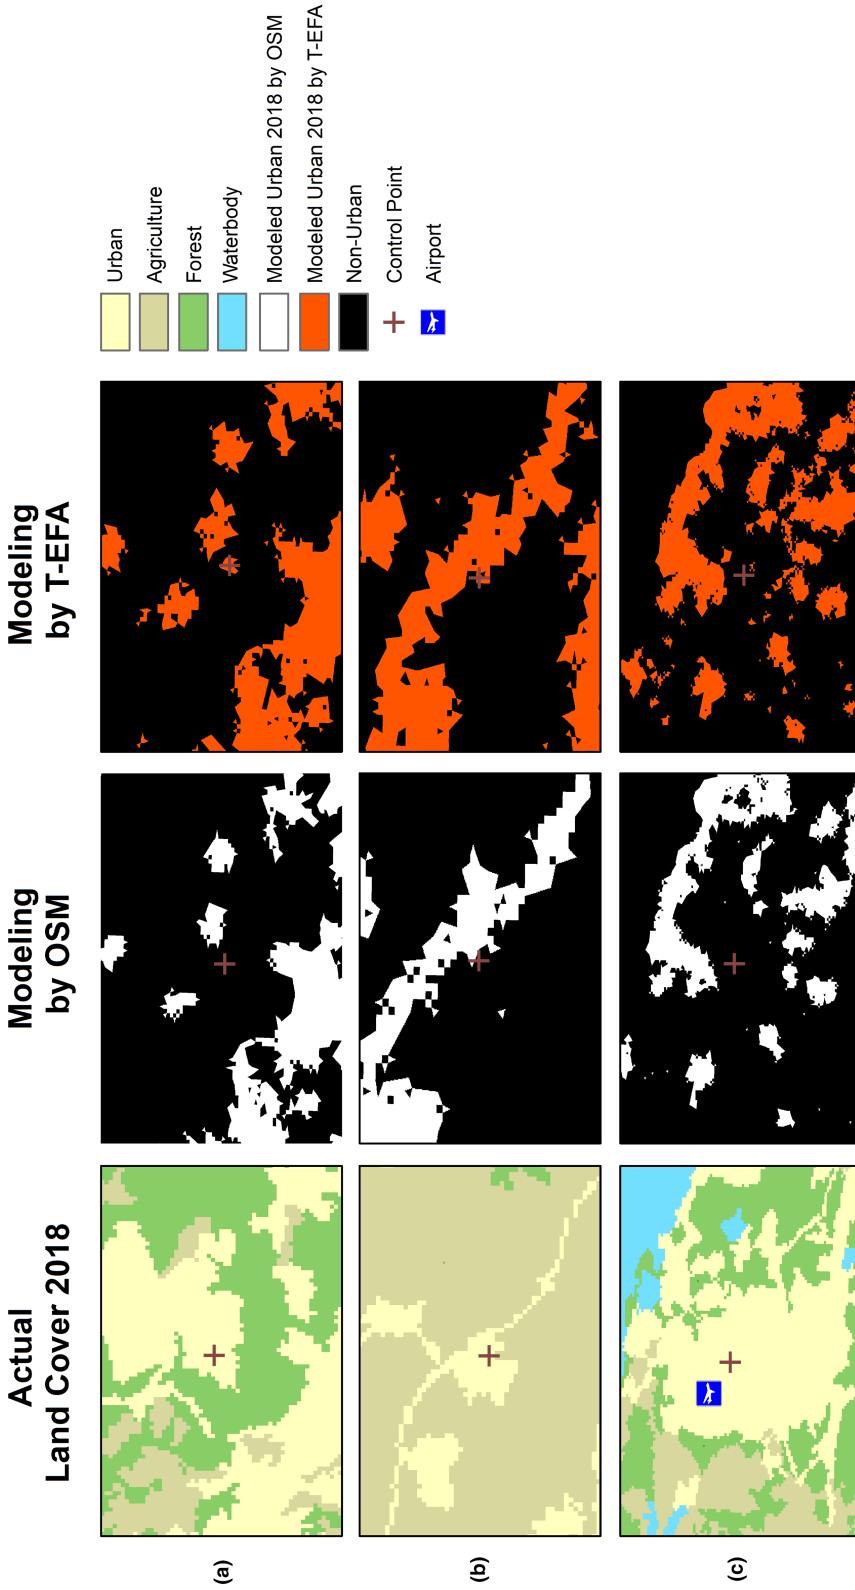 Actual
Land Cover 2018
Modeling
by OSM
Modeling
by T-EFA
Urban
Agriculture
Forest
Waterbody
Modeled Urban 2018 by OSM
Modeled Urban 2018 by T-EFA
Non-Urban
Control Point
Airport
(a)
(b)
(c)